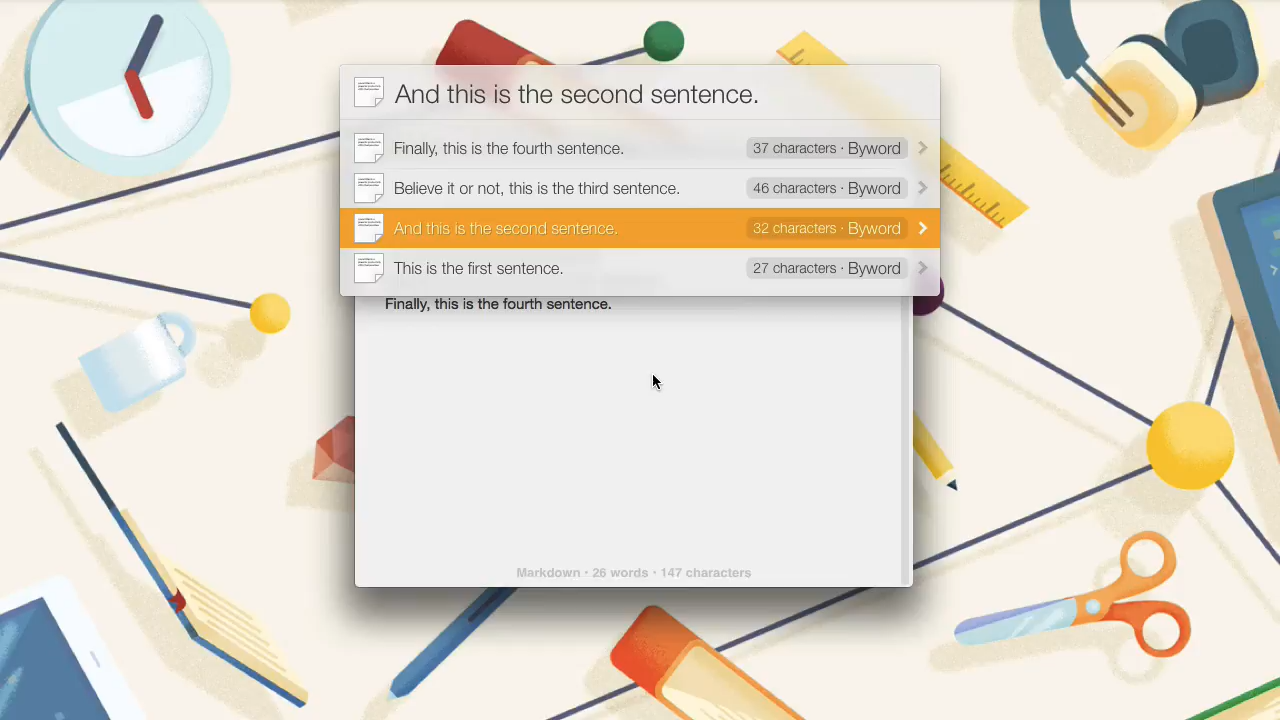 And this is the second sentence.
Finally, this is the fourth sentence. 37 characters · Byword
Believe it or not, this is the third sentence. 46 characters · Byword
And this is the second sentence. 32 characters · Byword
This is the first sentence. 27 characters · Byword
Finally, this is the fourth sentence.
Markdown · 26 words · 147 characters